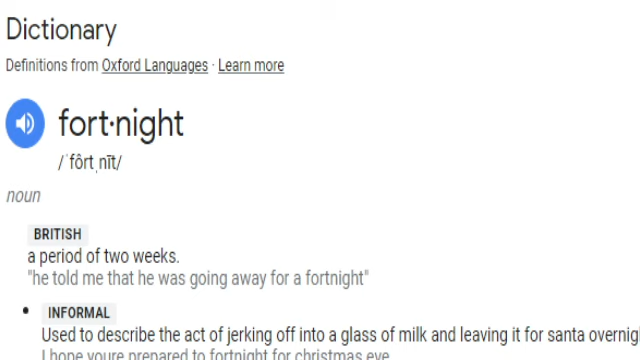 Dictionary
Definitions from Oxford Languages · Learn more
fort·night
/ˈfôrtˌnīt/
noun
BRITISH
a period of two weeks.
"he told me that he was going away for a fortnight"
• INFORMAL
Used to describe the act of jerking off into a glass of milk and leaving it for santa overnig
I hope youre prepared to fortnight for christmas eve